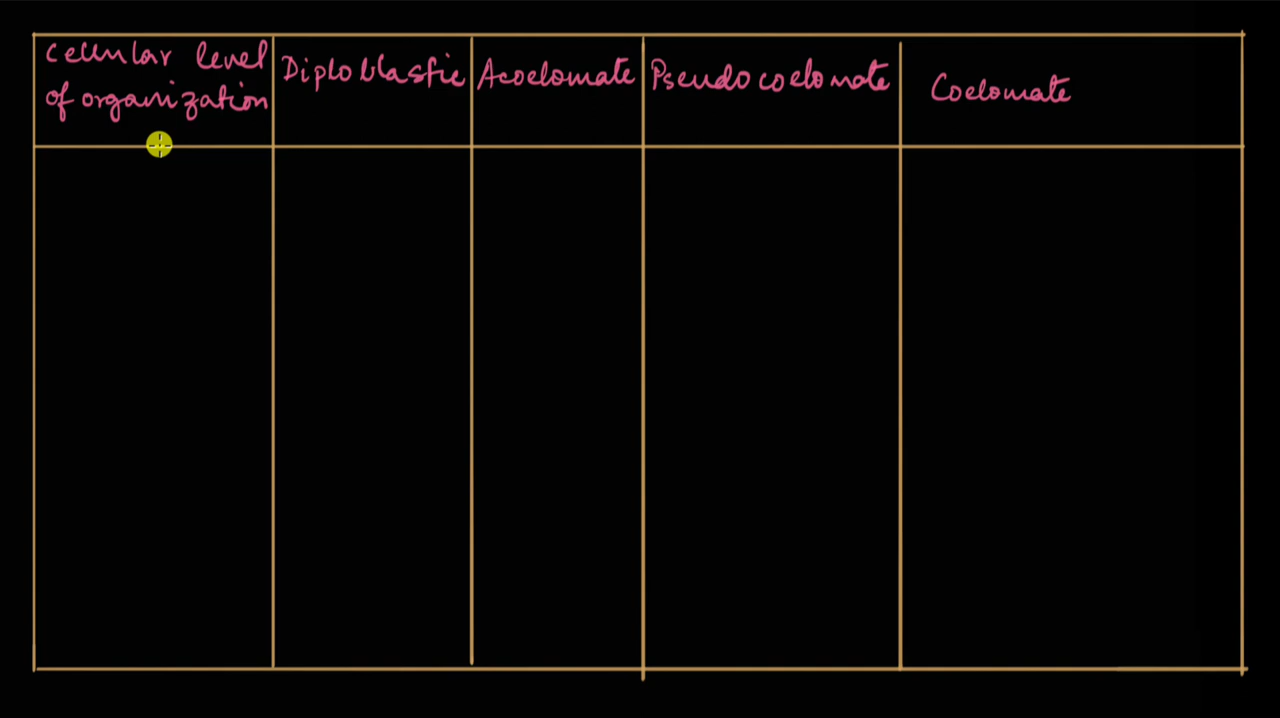 Cellular level
of organization
Diploblastic
Acoelomate
Pseudocoelomate
Coelomate